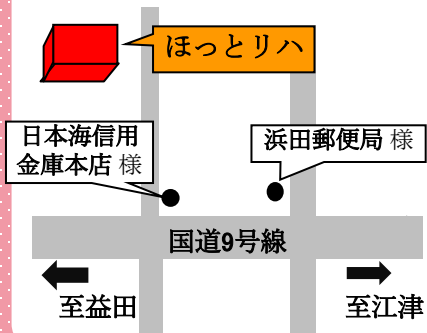 ほっとリハ
日本海信用
金庫本店 様
浜田郵便局 様
国道9号線
至益田
至江津